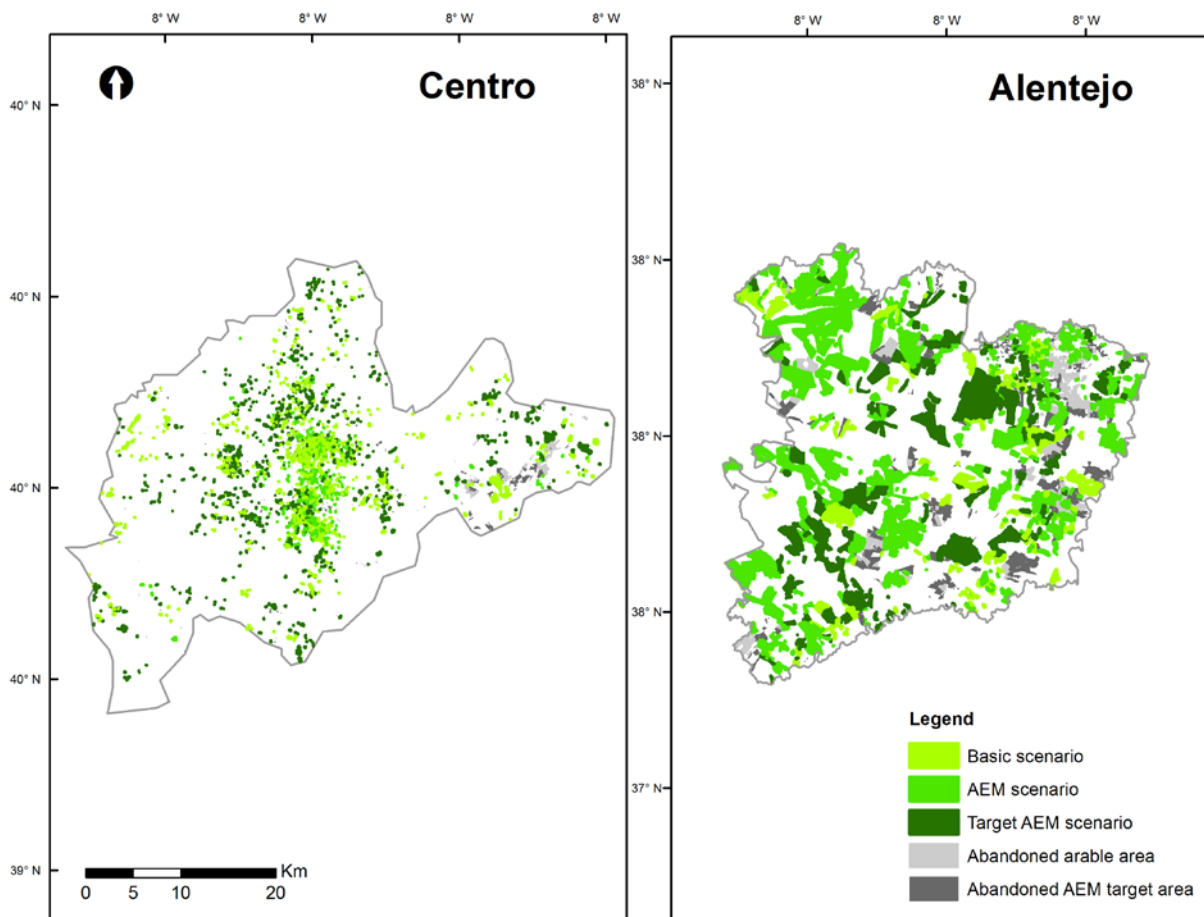 8° W 8° W 8° W 8° W
Centro
40° N
40° N
40° N
40° N
39° N
Km
0 5 10 20
8° W 8° W 8° W
Alentejo
38° N
38° N
38° N
38° N
37° N
Legend
Basic scenario
AEM scenario
Target AEM scenario
Abandoned arable area
Abandoned AEM target area